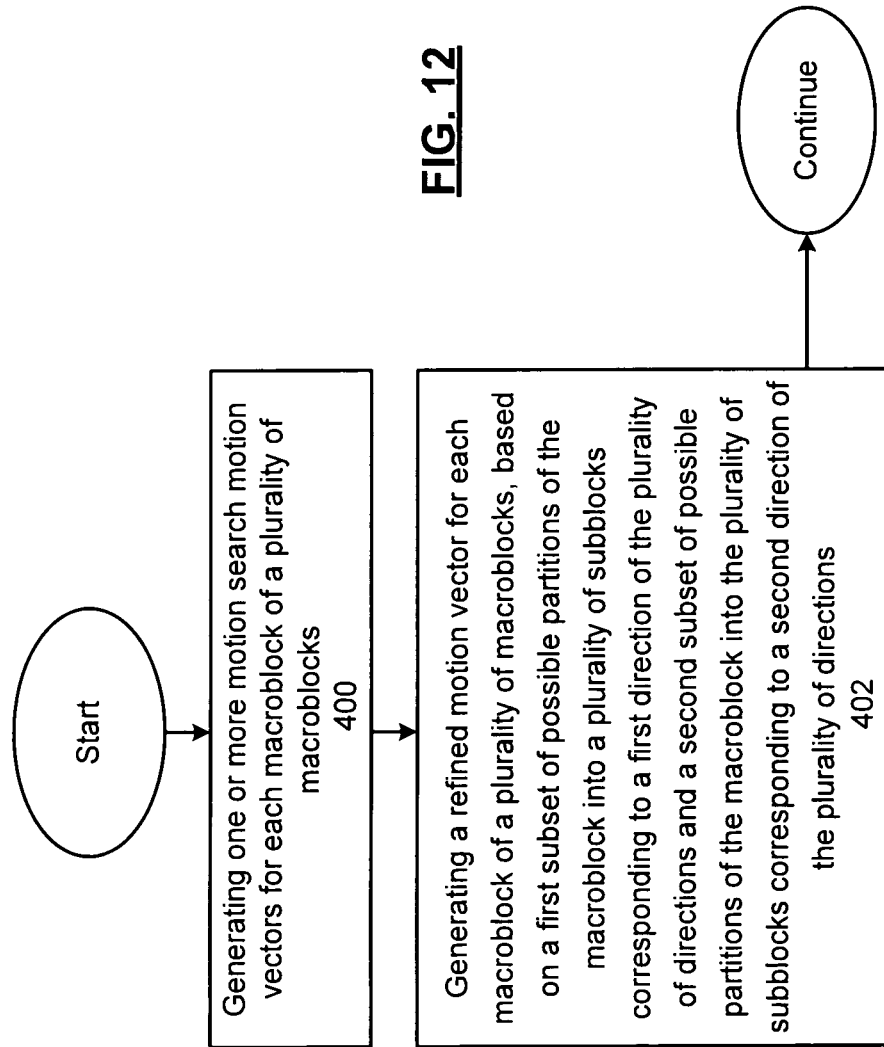 Start
Generating one or more motion search motion
vectors for each macroblock of a plurality of
macroblocks
400
Generating a refined motion vector for each
macroblock of a plurality of macroblocks, based
on a first subset of possible partitions of the
macroblock into a plurality of subblocks
corresponding to a first direction of the plurality
of directions and a second subset of possible
partitions of the macroblock into the plurality of
subblocks corresponding to a second direction of
the plurality of directions
402
Continue
FIG. 12